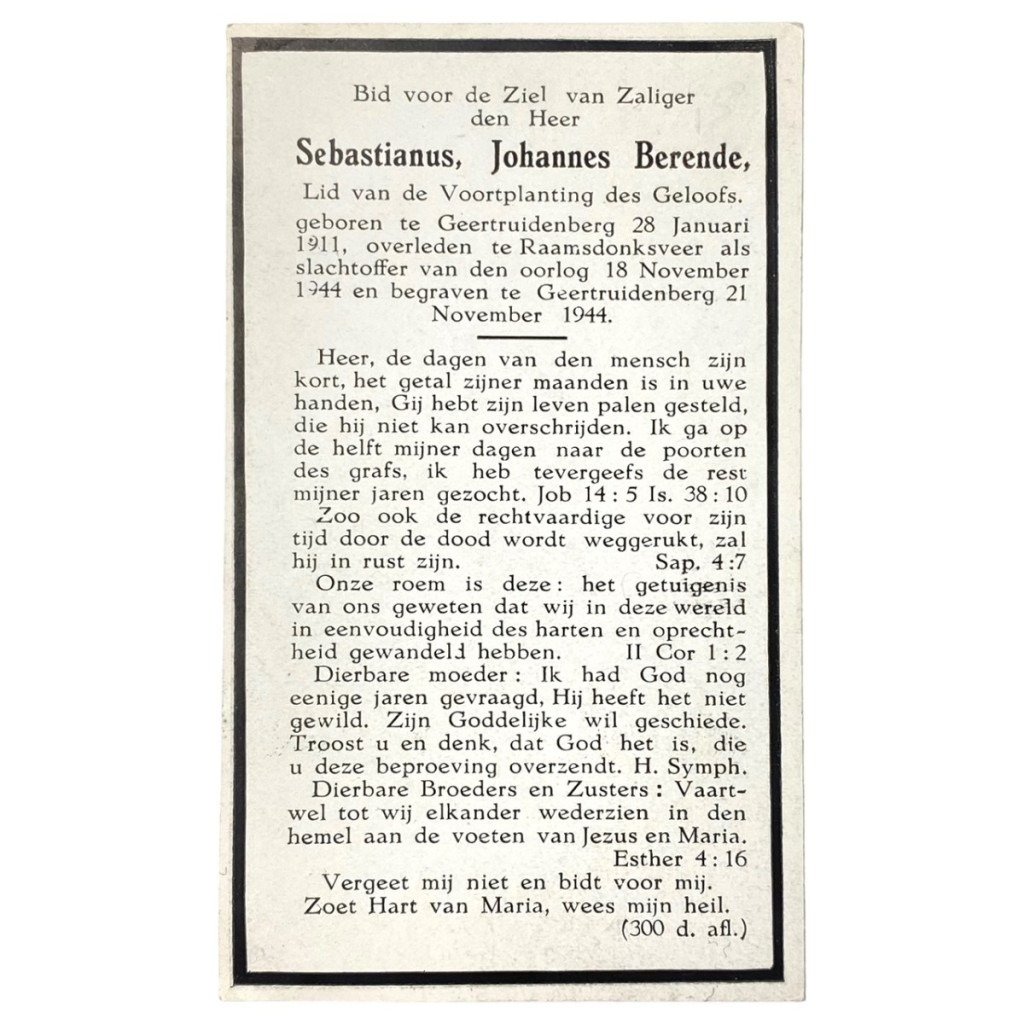 Bid voor de Ziel van Zaliger
den Heer
Sebastianus, Johannes Berende,
Lid van de Voortplanting des Geloofs.
geboren te Geertruidenberg 28 Januari
1911, overleden te Raamsdonksveer als
slachtoffer van den oorlog 18 November
1944 en begraven te Geertruidenberg 21
November 1944.
Heer, de dagen van den mensch zijn
kort, het getal zijner maanden is in uwe
handen, Gij hebt zijn leven palen gesteld,
die hij niet kan overschrijden. Ik ga op
de helft mijner dagen naar de poorten
des grafs, ik heb tevergeefs de rest
mijner jaren gezocht. Job 14 : 5 Is. 38 : 10
Zoo ook de rechtvaardige voor zijn
tijd door de dood wordt weggerukt, zal
hij in rust zijn. Sap. 4 : 7
Onze roem is deze : het getuigenis
van ons geweten dat wij in deze wereld
in eenvoudigheid des harten en oprecht-
heid gewandeld hebben. II Cor 1 : 2
Dierbare moeder : Ik had God nog
eenige jaren gevraagd, Hij heeft het niet
gewild. Zijn Goddelijke wil geschiede.
Troost u en denk, dat God het is, die
u deze beproeving overzendt. H. Symph.
Dierbare Broeders en Zusters : Vaart-
wel tot wij elkander wederzien in den
hemel aan de voeten van Jezus en Maria.
Esther 4 : 16
Vergeet mij niet en bidt voor mij.
Zoet Hart van Maria, wees mijn heil.
(300 d. afl.)